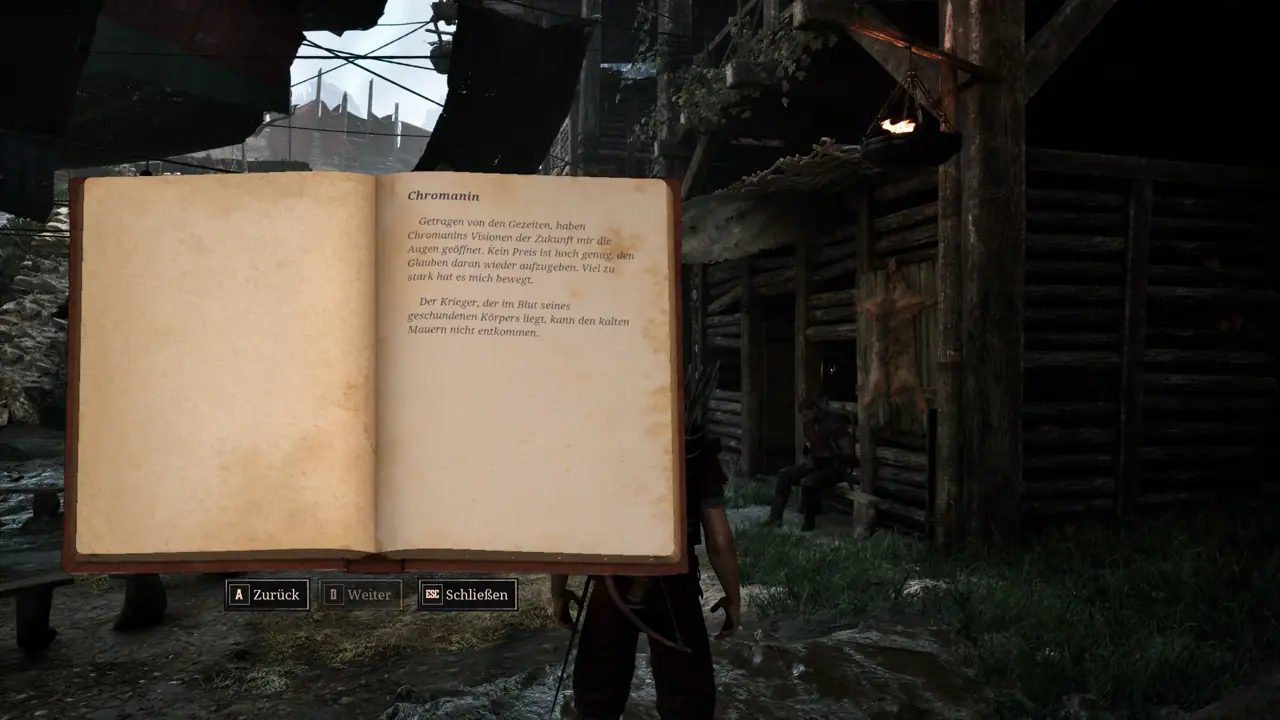 Chromanin
Getragen von den Gezeiten, haben
Chromanins Visionen der Zukunft mir die
Augen geöffnet. Kein Preis ist hoch genug, den
Glauben daran wieder aufzugeben. Viel zu
stark hat es mich bewegt.
Der Krieger, der im Blut seines
geschundenen Körpers liegt, kann den kalten
Mauern nicht entkommen.
A Zurück
D Weiter
ESC Schließen